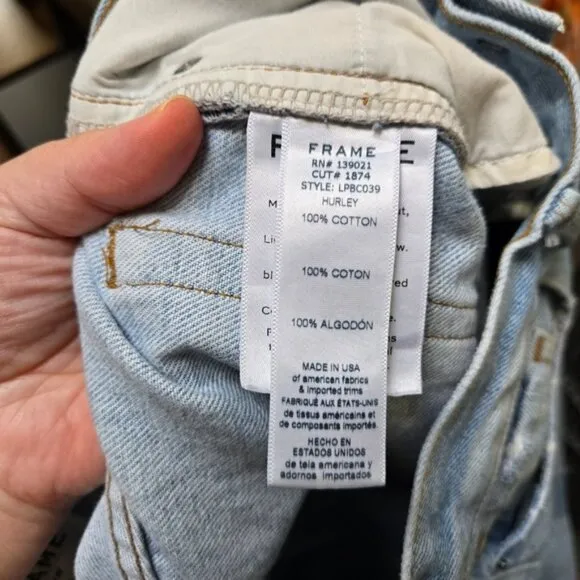 FRAME
RN# 139021
CUT# 1874
STYLE: LPBC039
HURLEY
100% COTTON
100% COTON
100% ALGODÓN
MADE IN USA
of american fabrics
& imported trims
FABRIQUÉ AUX ÉTATS-UNIS
de tissus américains et
de composants importés.
HECHO EN
ESTADOS UNIDOS
de tela americana y
adornos importados